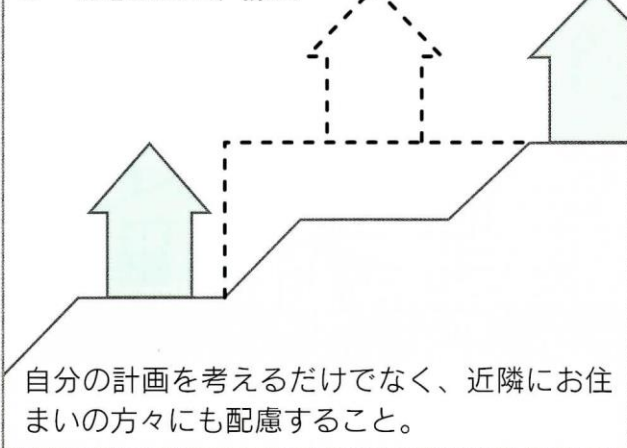 自分の計画を考えるだけでなく、近隣にお住
まいの方々にも配慮すること。